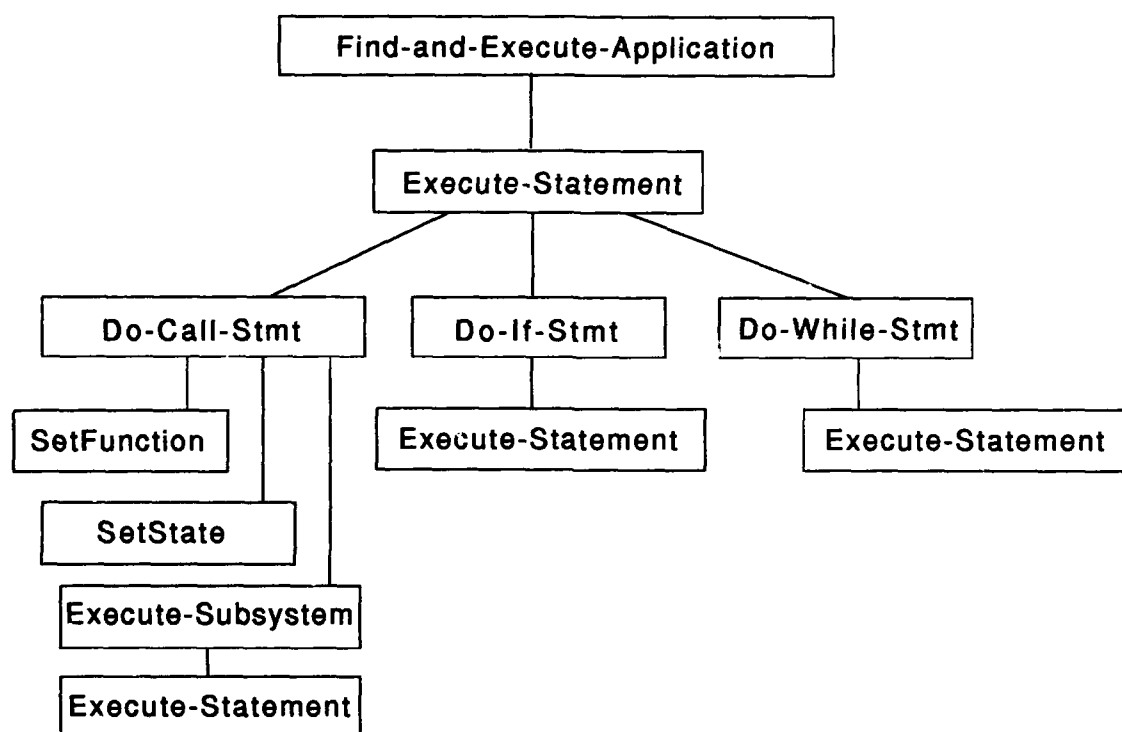 Find-and-Execute-Application
Execute-Statement
Do-Call-Stmt
Do-If-Stmt
Do-While-Stmt
SetFunction
Execute-Statement
Execute-Statement
SetState
Execute-Subsystem
Execute-Statement